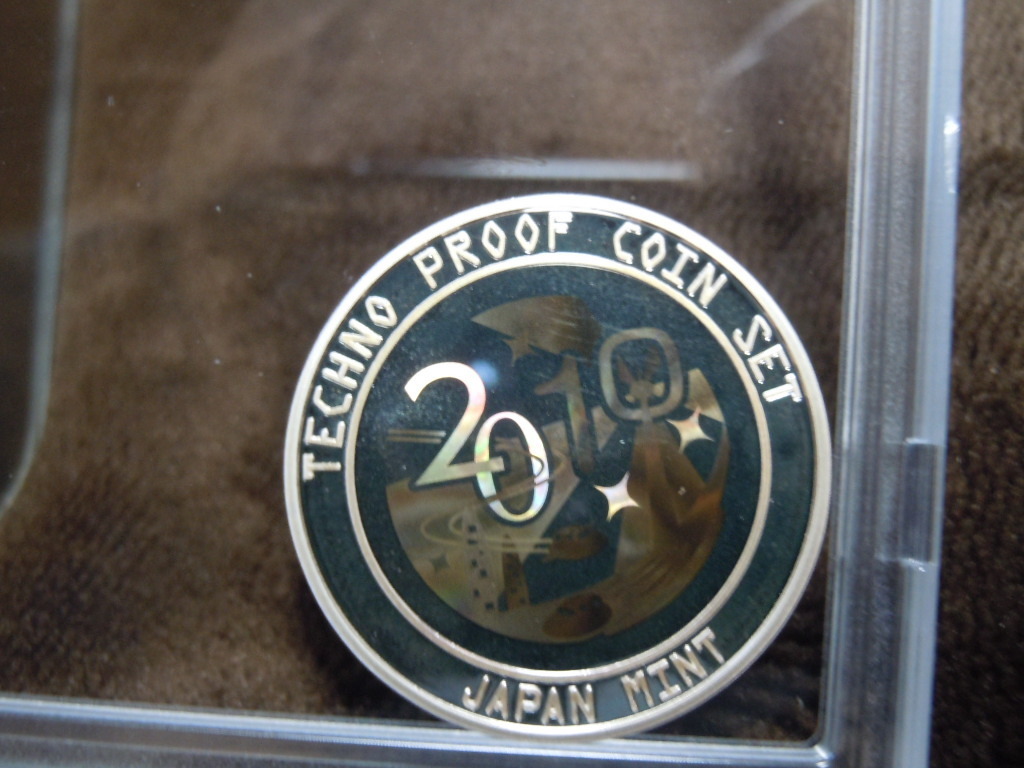 TECHNO PROOF COIN SET
2010
JAPAN MINT